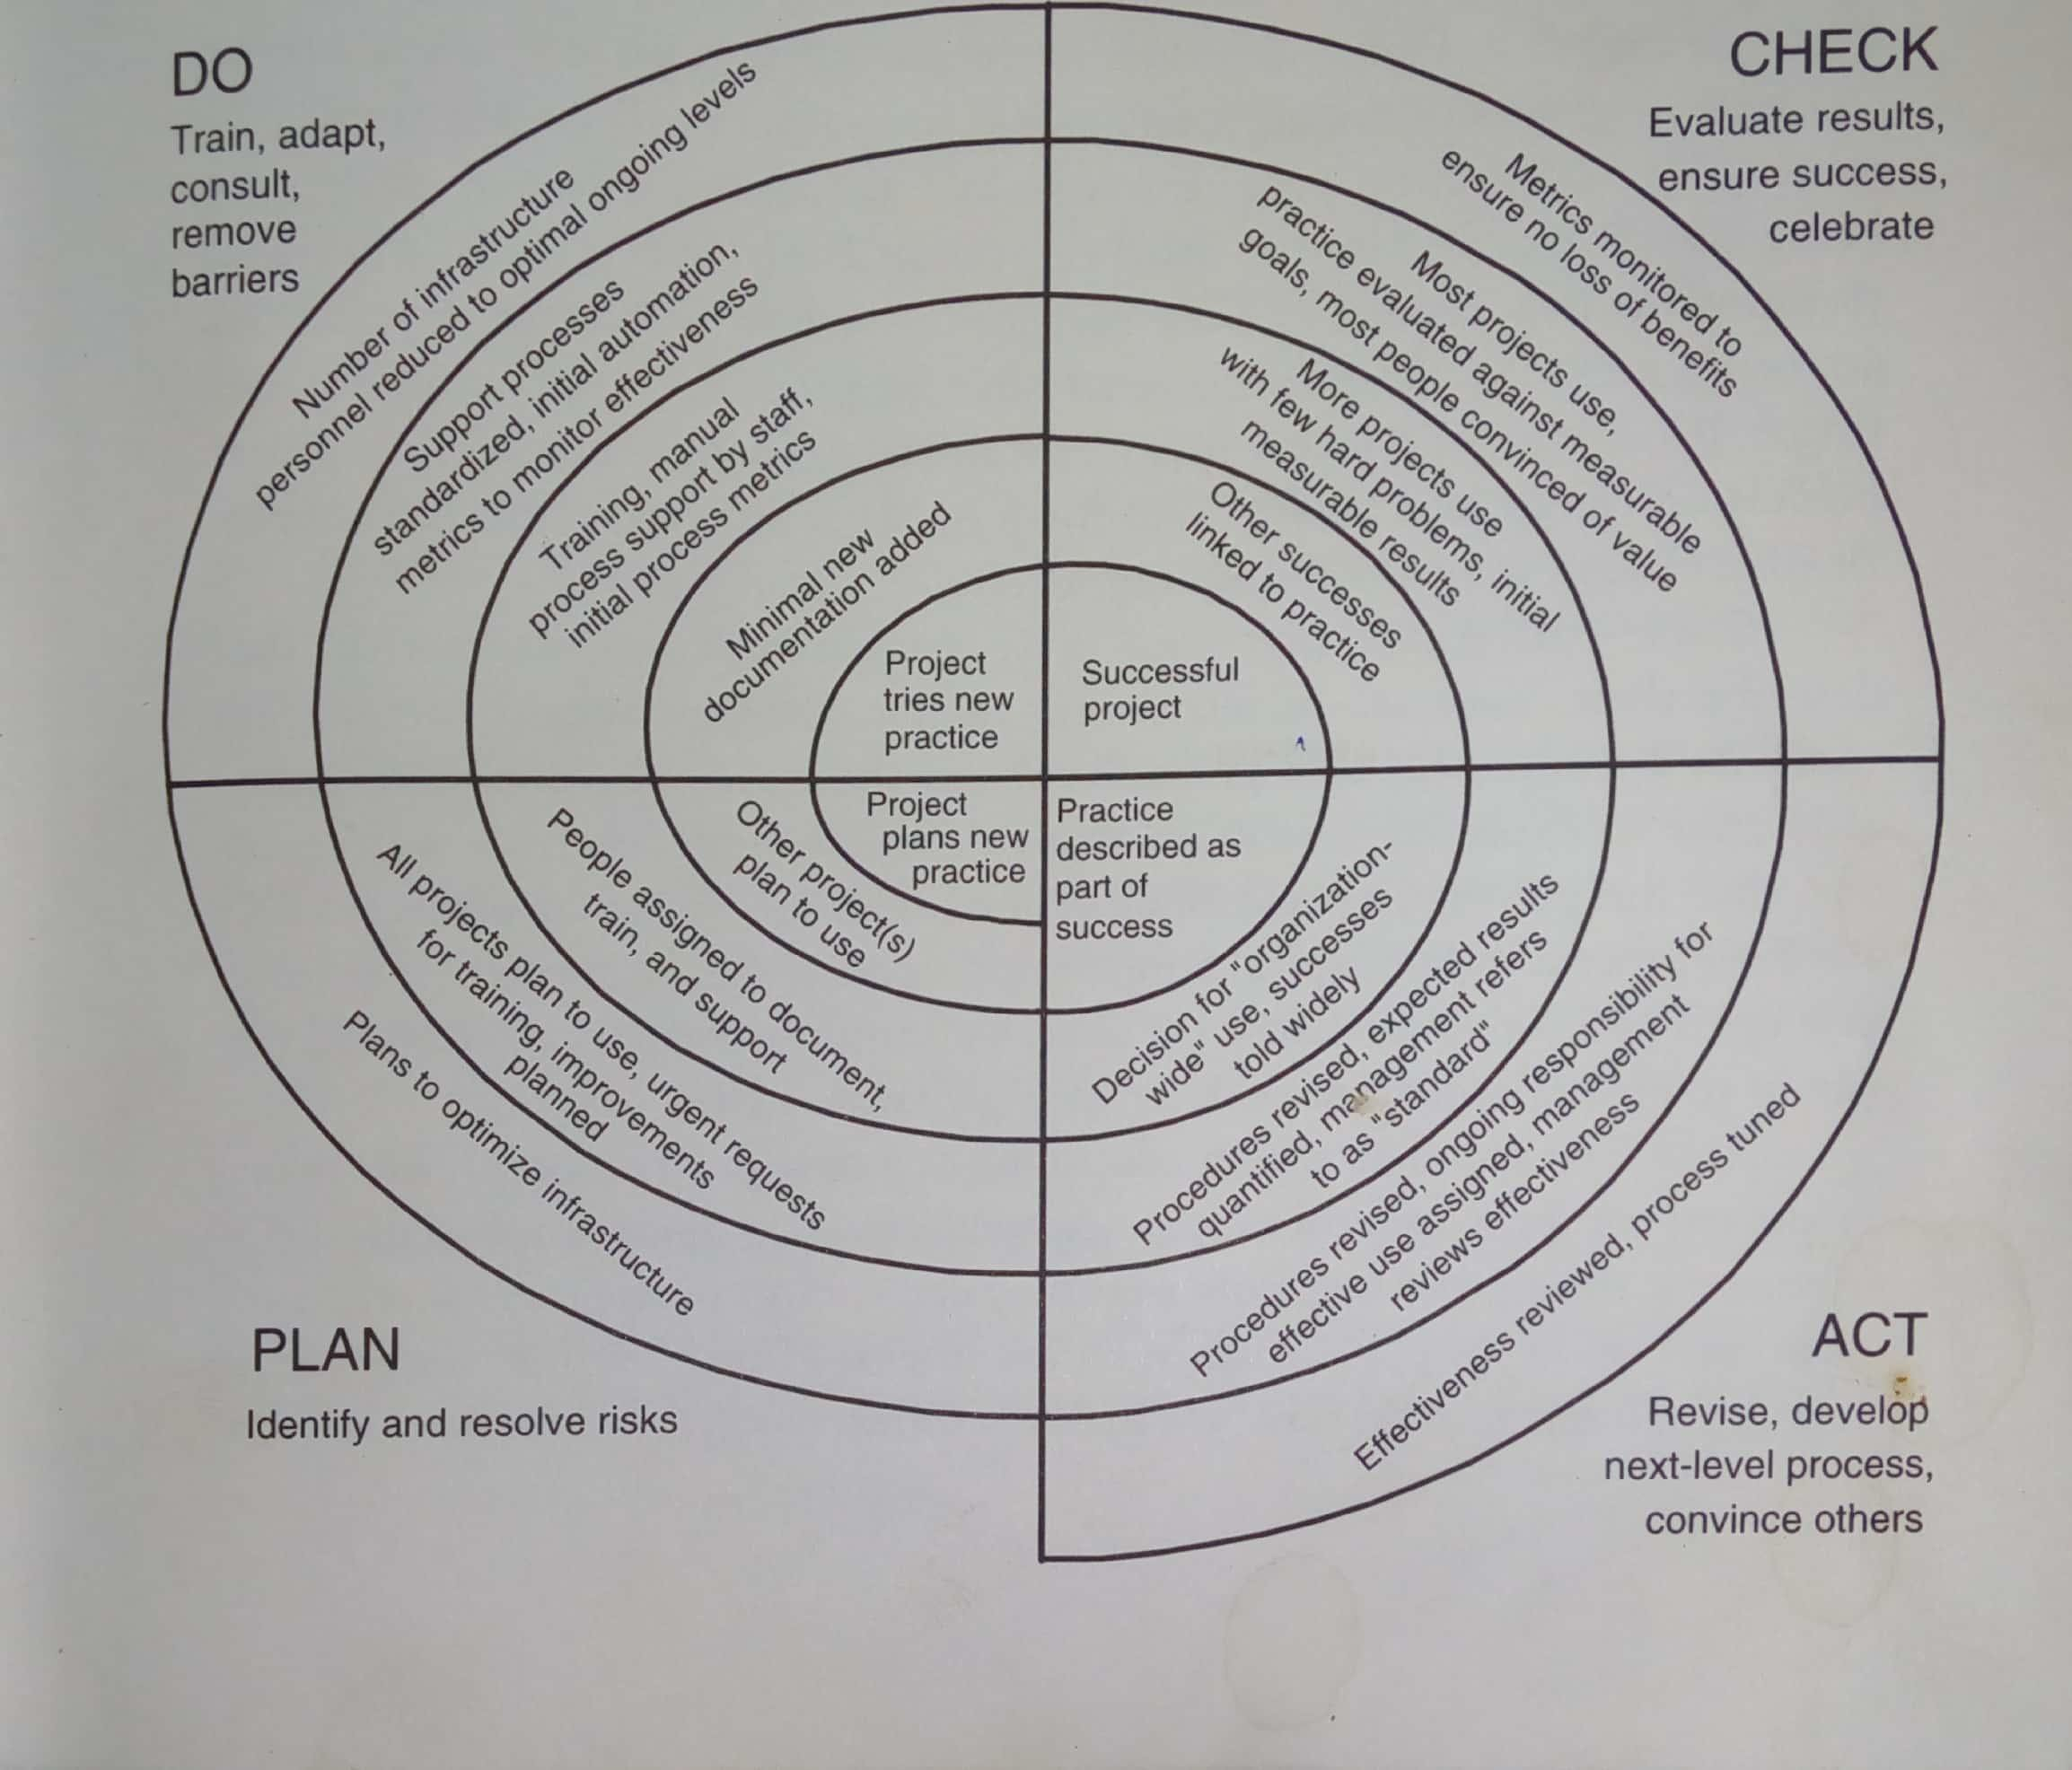 DO
Train, adapt,
consult,
remove
barriers
CHECK
Evaluate results,
ensure success,
celebrate
Number of infrastructure
personnel reduced to optimal ongoing levels
Support processes
standardized, initial automation,
metrics to monitor effectiveness
Training, manual
process support by staff,
initial process metrics
Minimal new
documentation added
Project
tries new
practice
Metrics monitored to
ensure no loss of benefits
Most projects use,
practice evaluated against measurable
goals, most people convinced of value
More projects use
with few hard problems, initial
measurable results
Other successes
linked to practice
Successful
project
Project
plans new
practice
Other project(s)
plan to use
People assigned to document,
train, and support
All projects plan to use, urgent requests
for training, improvements
planned
Plans to optimize infrastructure
Practice
described as
part of
success
Decision for "organization-
wide" use, successes
told widely
Procedures revised, expected results
quantified, management refers
to as "standard"
Procedures revised, ongoing responsibility for
effective use assigned, management
reviews effectiveness
Effectiveness reviewed, process tuned
PLAN
Identify and resolve risks
ACT
Revise, develop
next-level process,
convince others